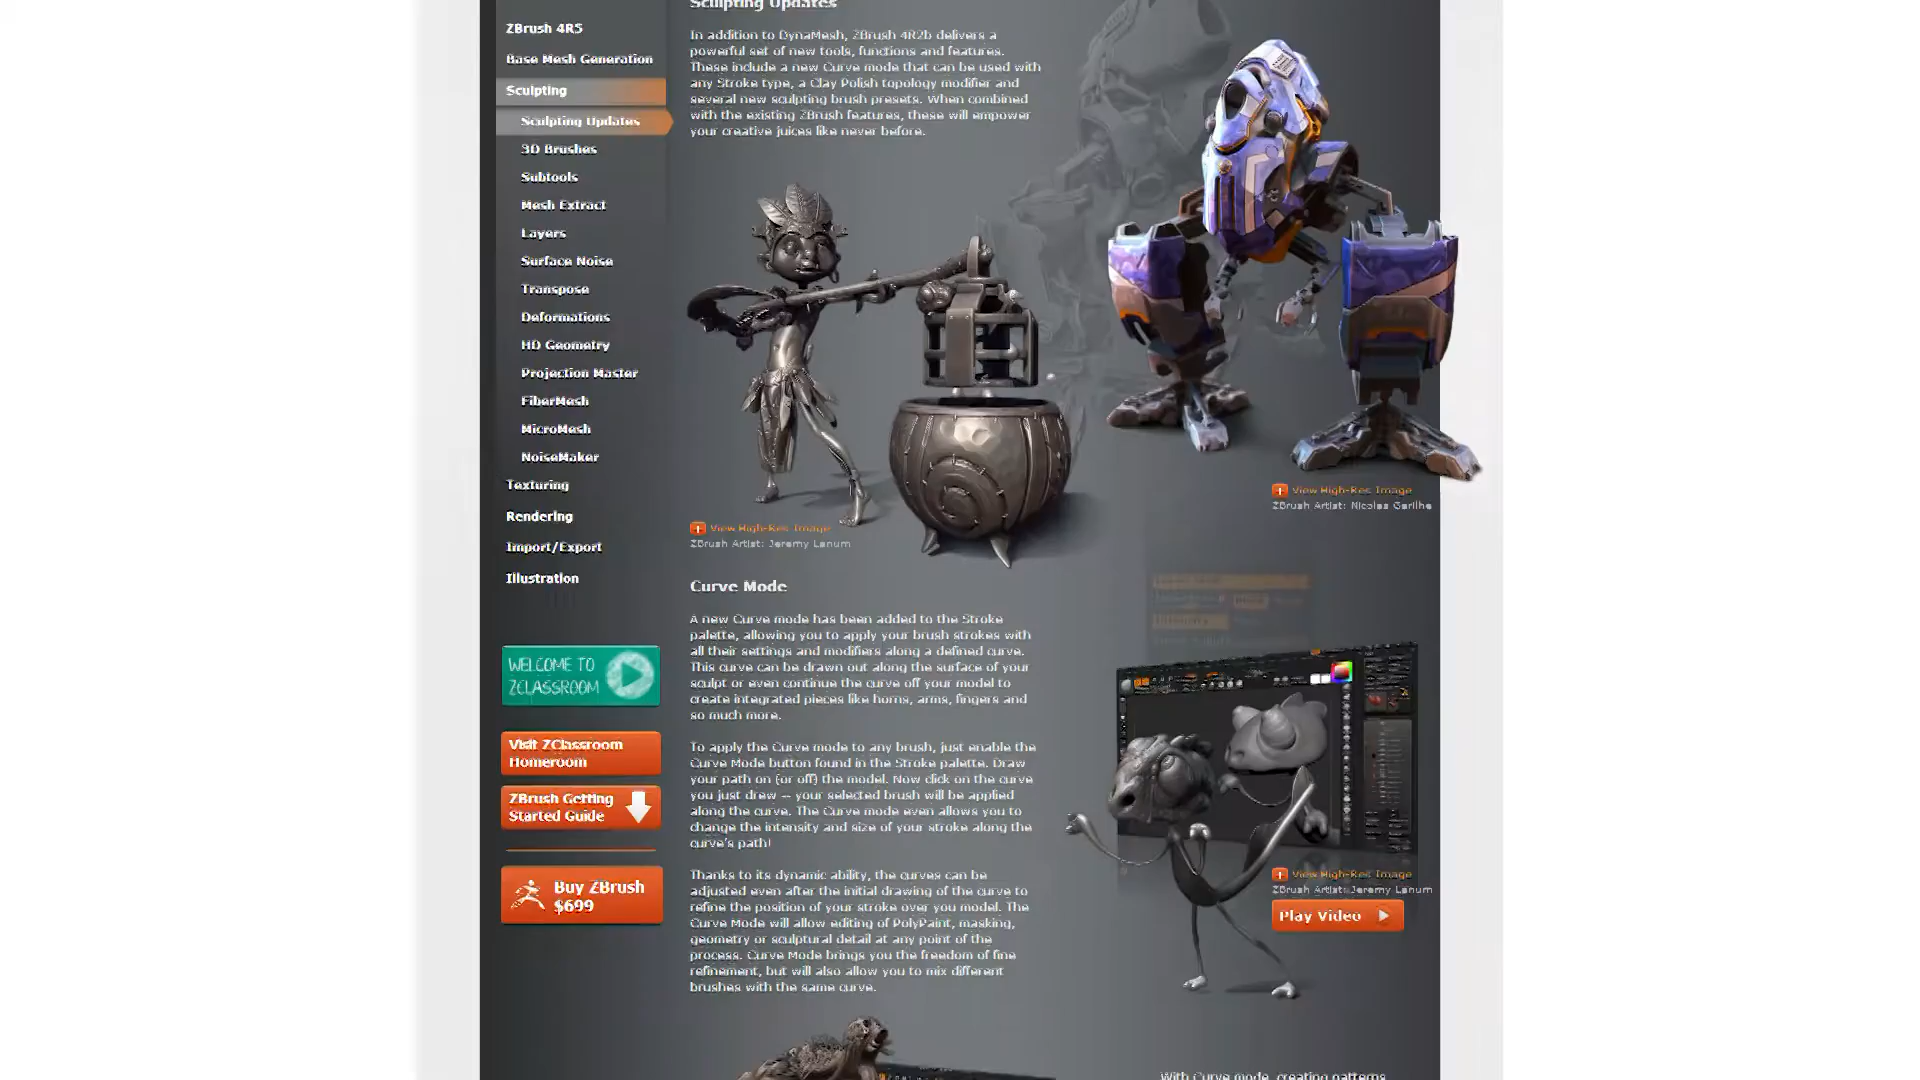 ZBrush 4R5
Base Mesh Generation
Sculpting
Sculpting Updates
3D Brushes
Subtools
Mesh Extract
Layers
Surface Noise
Transpose
Deformations
HD Geometry
Projection Master
FiberMesh
MicroMesh
NoiseMaker
Texturing
Rendering
Import/Export
Illustration
WELCOME TO
ZCLASSROOM
Visit ZClassroom
Homeroom
ZBrush Getting
Started Guide
Buy ZBrush
$699
Sculpting Updates
In addition to DynaMesh, ZBrush 4R2b delivers a
powerful set of new tools, functions and features.
These include a new Curve mode that can be used with
any Stroke type, a Clay Polish topology modifier and
several new sculpting brush presets. When combined
with the existing ZBrush features, these will empower
your creative juices like never before.
View High-Res Image
ZBrush Artist: Nicolas Garilhe
View High-Res Image
ZBrush Artist: Jeremy Lanum
Curve Mode
A new Curve mode has been added to the Stroke
palette, allowing you to apply your brush strokes with
all their settings and modifiers along a defined curve.
This curve can be drawn out along the surface of your
sculpt or even continue the curve off your model to
create integrated pieces like horns, arms, fingers and
so much more.
To apply the Curve mode to any brush, just enable the
Curve Mode button found in the Stroke palette. Draw
your path on (or off) the model. Now click on the curve
you just drew -- your selected brush will be applied
along the curve. The Curve mode even allows you to
change the intensity and size of your stroke along the
curve's path!
Thanks to its dynamic ability, the curves can be
adjusted even after the initial drawing of the curve to
refine the position of your stroke over you model. The
Curve Mode will allow editing of PolyPaint, masking,
geometry or sculptural detail at any point of the
process. Curve Mode brings you the freedom of fine
refinement, but will also allow you to mix different
brushes with the same curve.
View High-Res Image
ZBrush Artist: Jeremy Lanum
Play Video
With Curve mode, creating patterns